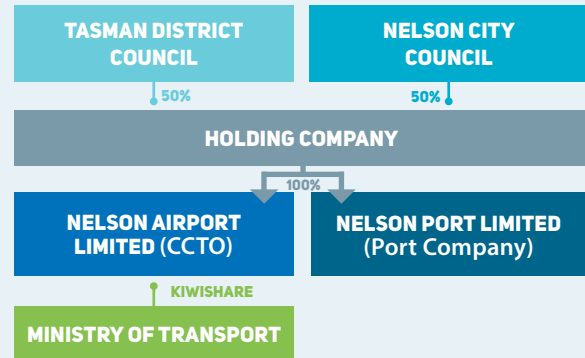 TASMAN DISTRICT
COUNCIL
NELSON CITY
COUNCIL
50%
50%
HOLDING COMPANY
100%
NELSON AIRPORT
LIMITED (CCTO)
NELSON PORT LIMITED
(Port Company)
KIWISHARE
MINISTRY OF TRANSPORT